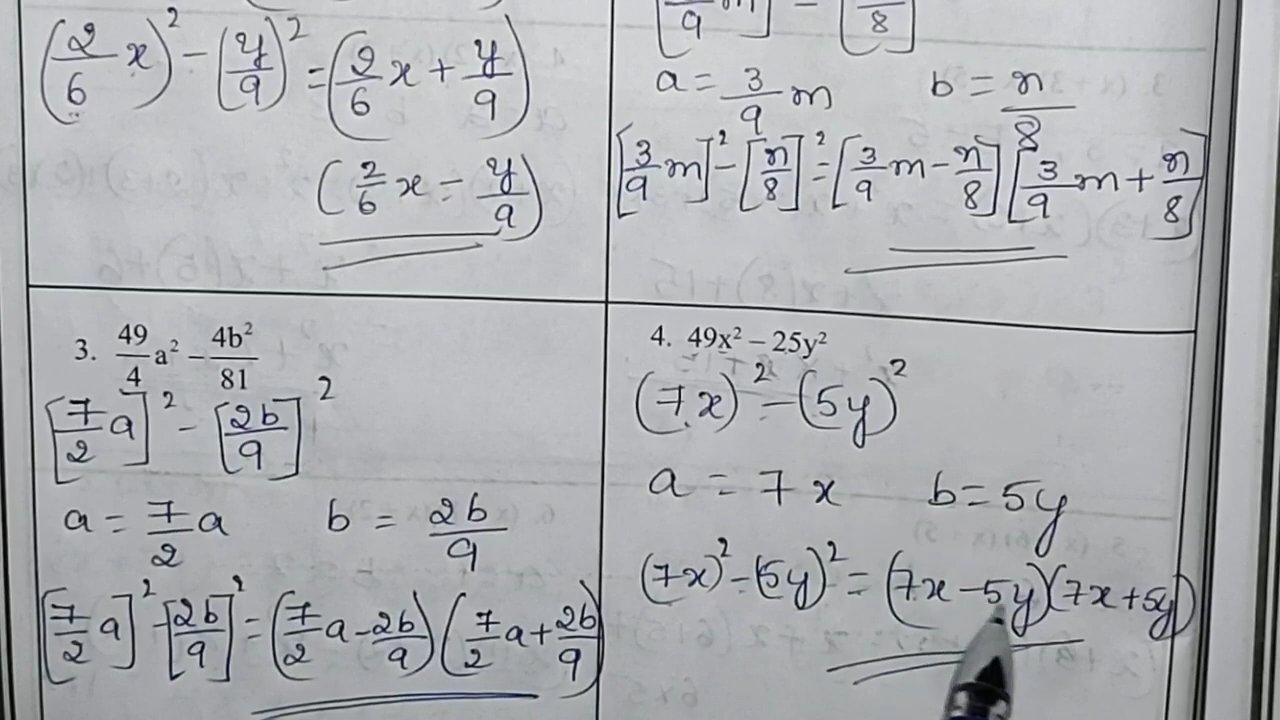 (2/6 x)² − (y/9)² = (2/6 x + y/9)
(2/6 x − y/9)
a = 3/9 m b = n/8
[3/9 m]² − [n/8]² = [3/9 m − n/8] [3/9 m + n/8]
3. 49/4 a² − 4b²/81
[7/2 a]² − [2b/9]²
a = 7/2 a b = 2b/9
[7/2 a]² − [2b/9]² = (7/2 a − 2b/9) (7/2 a + 2b/9)
4. 49x² − 25y²
(7x)² − (5y)²
a = 7x b = 5y
(7x)² − (5y)² = (7x − 5y)(7x + 5y)